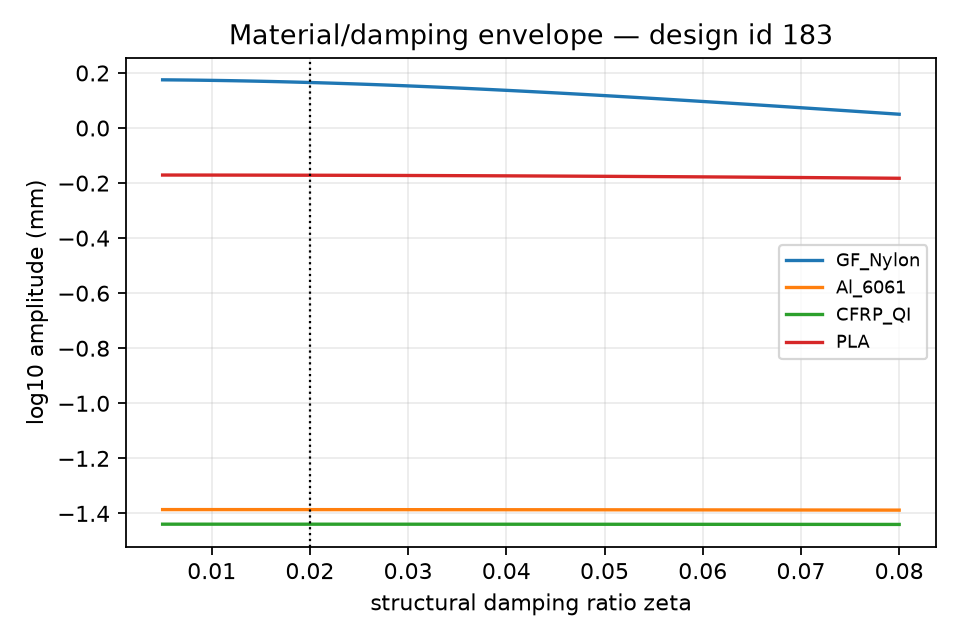 Material/damping envelope — design id 183
log10 amplitude (mm)
0.2
0.0
−0.2
−0.4
−0.6
−0.8
−1.0
−1.2
−1.4
GF_Nylon
Al_6061
CFRP_QI
PLA
0.01 0.02 0.03 0.04 0.05 0.06 0.07 0.08
structural damping ratio zeta